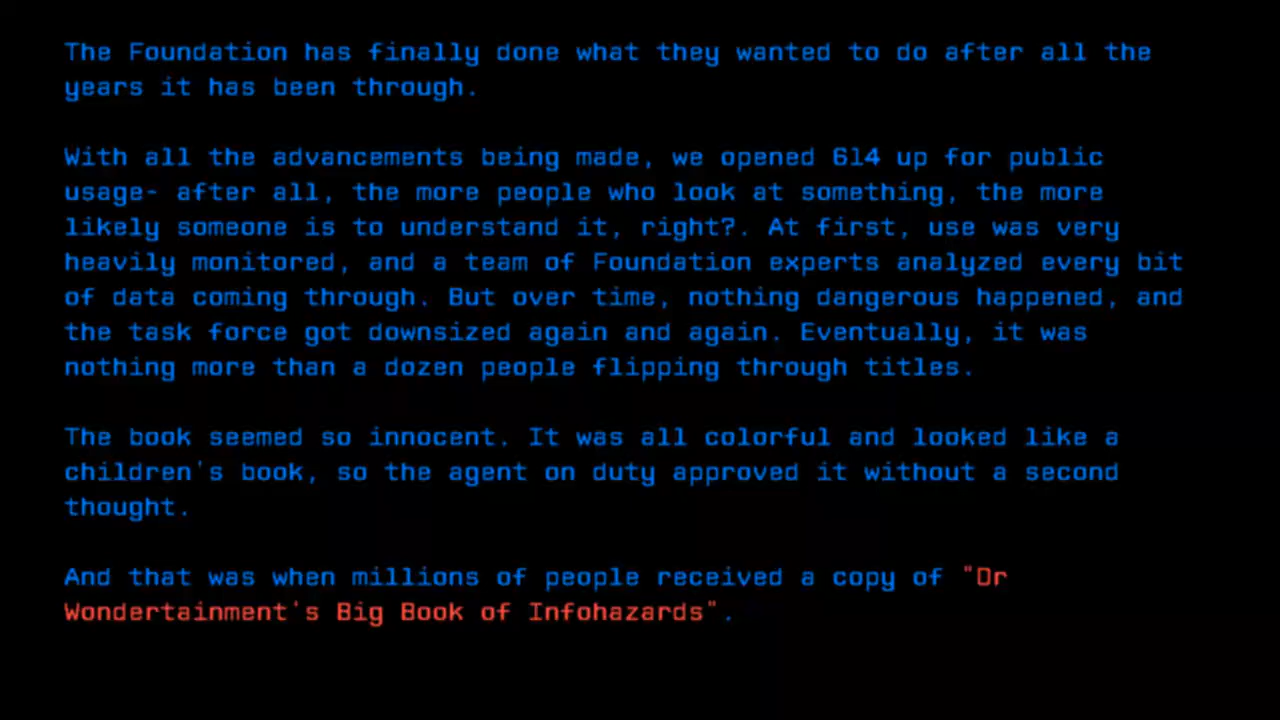 The Foundation has finally done what they wanted to do after all the
years it has been through.
With all the advancements being made, we opened 614 up for public
usage- after all, the more people who look at something, the more
likely someone is to understand it, right?. At first, use was very
heavily monitored, and a team of Foundation experts analyzed every bit
of data coming through. But over time, nothing dangerous happened, and
the task force got downsized again and again. Eventually, it was
nothing more than a dozen people flipping through titles.
The book seemed so innocent. It was all colorful and looked like a
children's book, so the agent on duty approved it without a second
thought.
And that was when millions of people received a copy of "Dr
Wondertainment's Big Book of Infohazards".